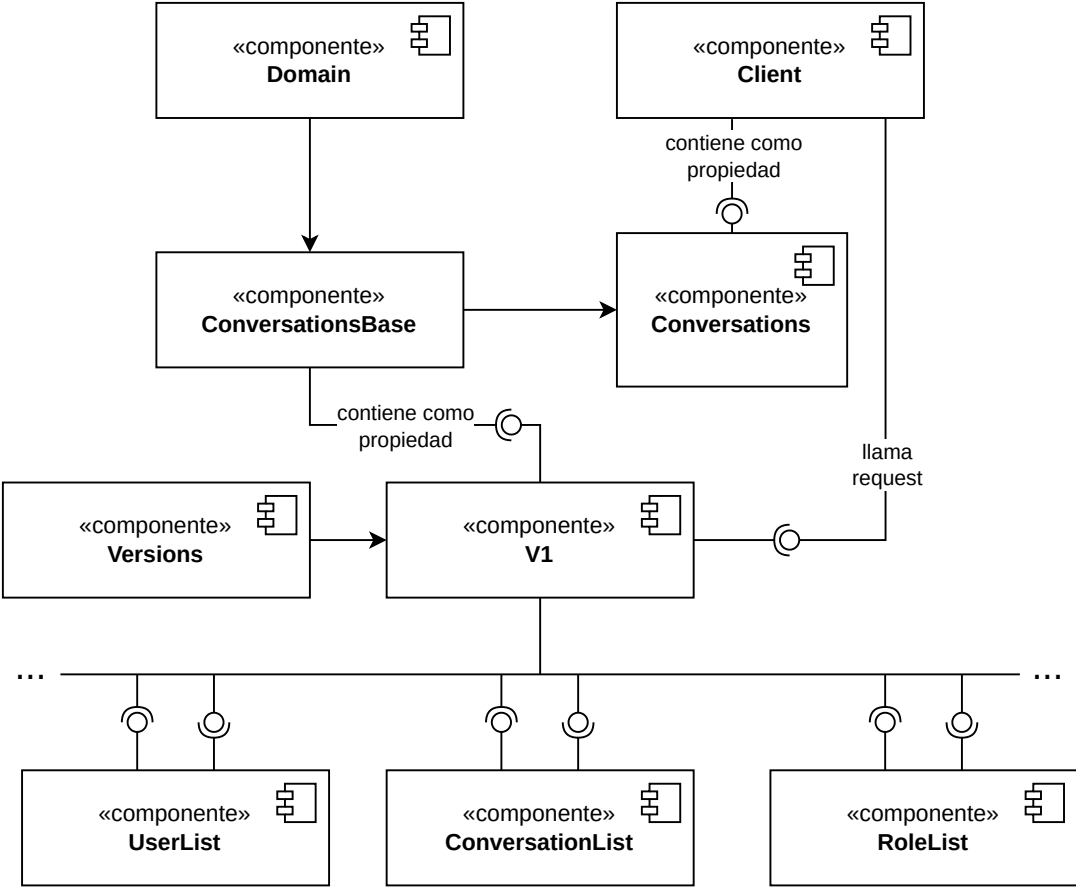 «componente»
Domain
«componente»
Client
contiene como
propiedad
«componente»
ConversationsBase
«componente»
Conversations
contiene como
propiedad
llama
request
«componente»
Versions
«componente»
V1
...
...
«componente»
UserList
«componente»
ConversationList
«componente»
RoleList